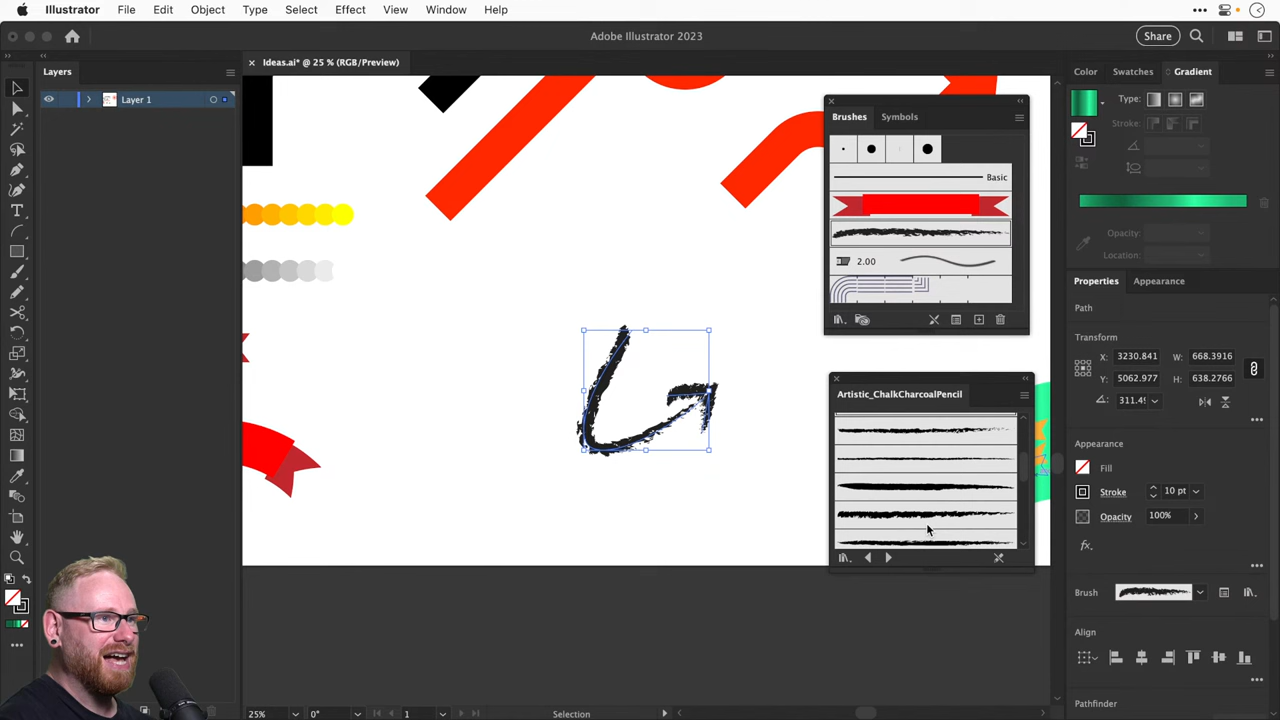 Illustrator File Edit Object Type Select Effect View Window Help
Adobe Illustrator 2023
Share
Layers
Ideas.ai* @ 25 % (RGB/Preview)
Layer 1
Brushes Symbols
Basic
2.00
Artistic_ChalkCharcoalPencil
Color Swatches Gradient
Type:
Stroke:
Opacity:
Location:
Properties Appearance
Path
Transform
X: 3230.841 W: 668.3916
Y: 5062.977 H: 638.2766
311.49
Appearance
Fill
Stroke 10 pt
Opacity 100%
fx
Brush
Align
Pathfinder
25% 0° 1 Selection